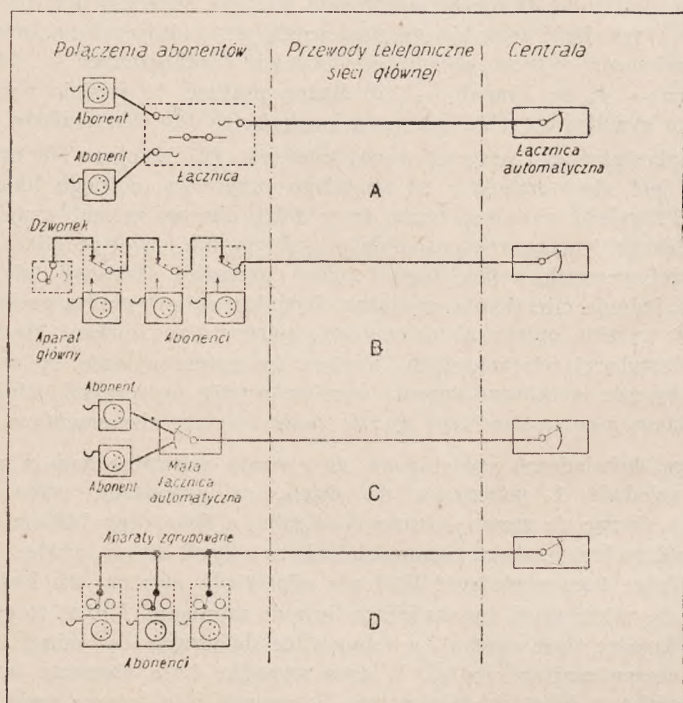 Połączenia abonentów
Przewody telefoniczne
sieci głównej
Centrala
Abonent
Abonent
Łącznica
Łącznica
automatyczna
A
Dzwonek
Aparat
główny
Abonenci
B
Abonent
Abonent
Mała
łącznica
automatyczna
C
Aparaty zgrupowane
Abonenci
D